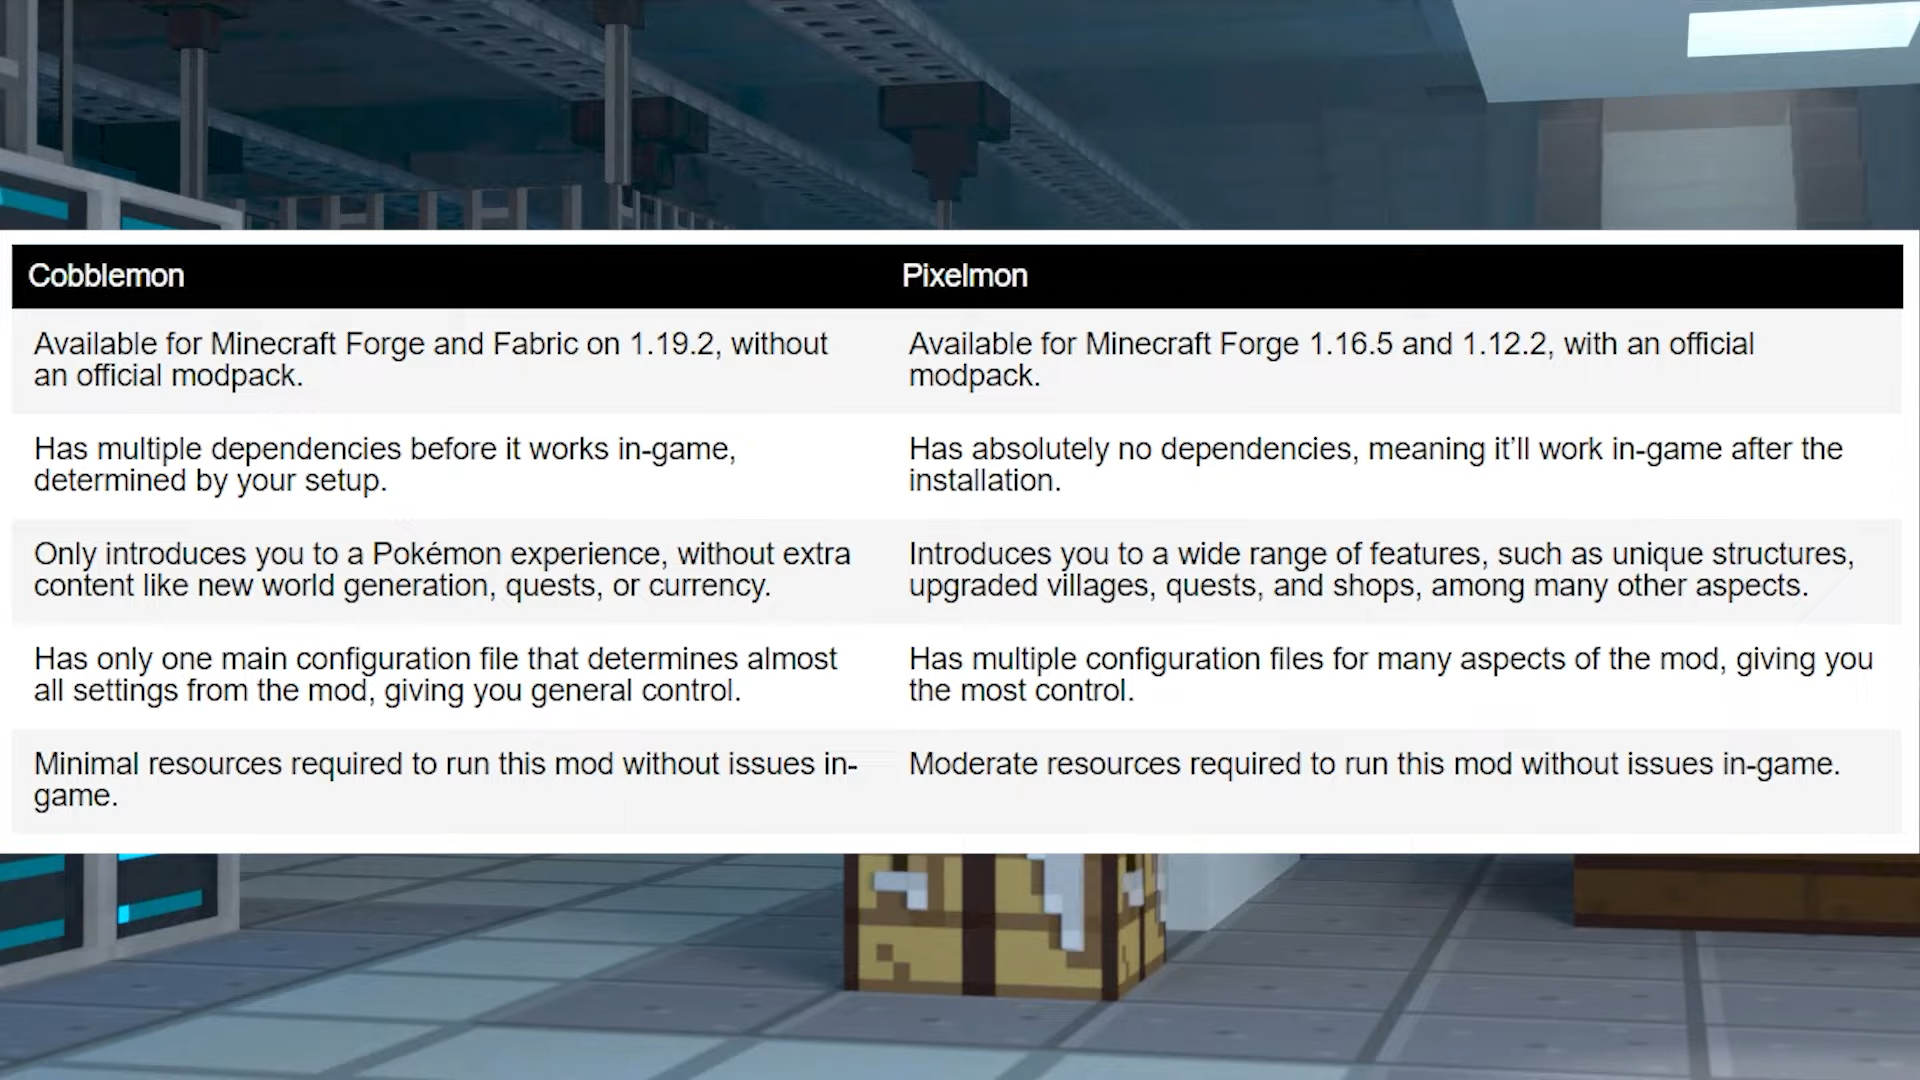 Cobblemon
Pixelmon
Available for Minecraft Forge and Fabric on 1.19.2, without
an official modpack.
Available for Minecraft Forge 1.16.5 and 1.12.2, with an official
modpack.
Has multiple dependencies before it works in-game,
determined by your setup.
Has absolutely no dependencies, meaning it’ll work in-game after the
installation.
Only introduces you to a Pokémon experience, without extra
content like new world generation, quests, or currency.
Introduces you to a wide range of features, such as unique structures,
upgraded villages, quests, and shops, among many other aspects.
Has only one main configuration file that determines almost
all settings from the mod, giving you general control.
Has multiple configuration files for many aspects of the mod, giving you
the most control.
Minimal resources required to run this mod without issues in-
game.
Moderate resources required to run this mod without issues in-game.